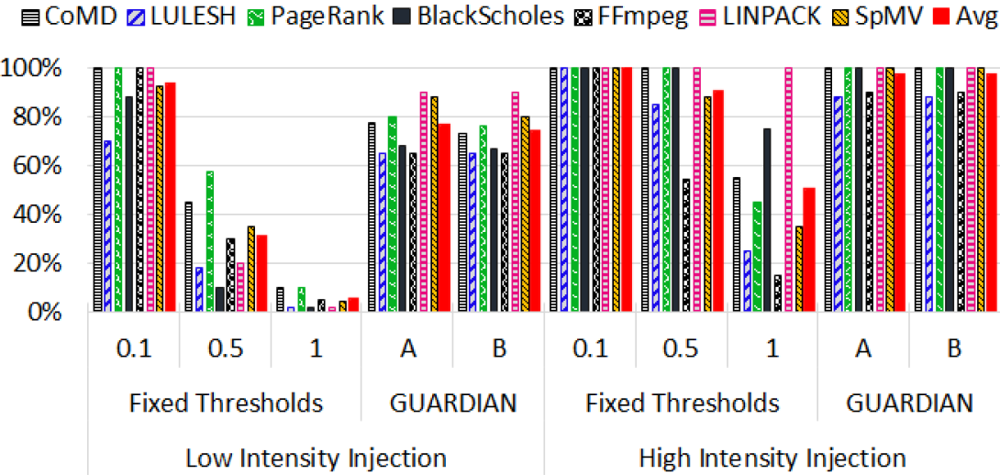 CoMD LULESH PageRank BlackScholes FFmpeg LINPACK SpMV Avg
100%
80%
60%
40%
20%
0%
0.1 0.5 1 A B 0.1 0.5 1 A B
Fixed Thresholds GUARDIAN Fixed Thresholds GUARDIAN
Low Intensity Injection High Intensity Injection